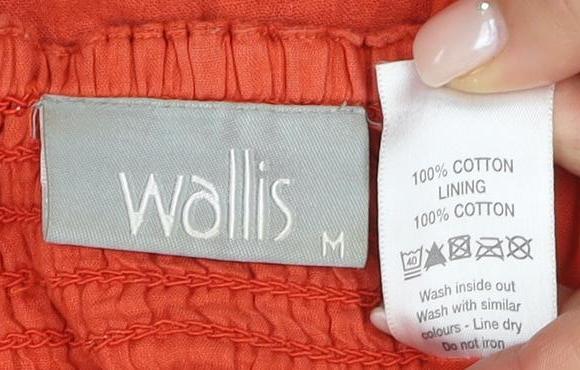 wallis
M
100% COTTON
LINING
100% COTTON
40
Wash inside out
Wash with similar
colours - Line dry
Do not iron